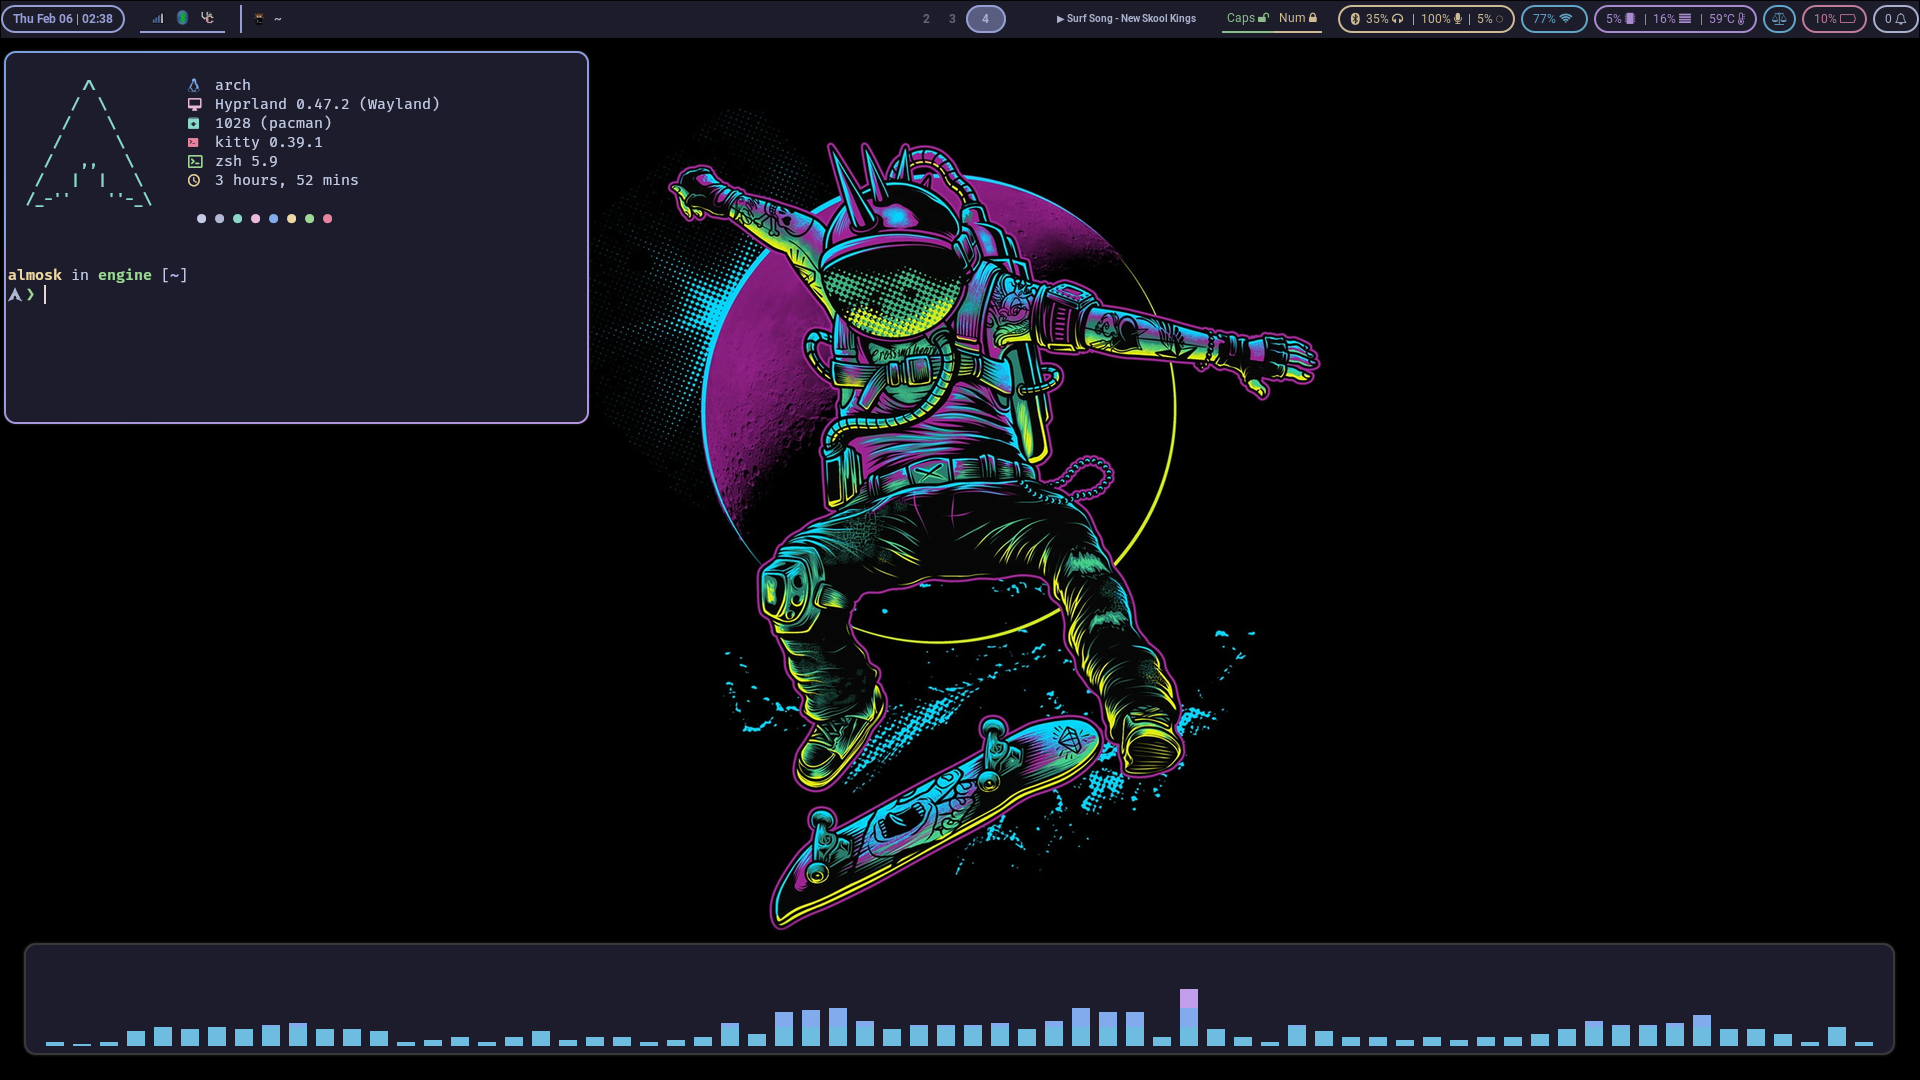 Thu Feb 06 | 02:38
~
2 3 4
▶ Surf Song - New Skool Kings
Caps Num
35% | 100% | 5%
77%
5% | 16% | 59°C
10%
0
arch
Hyprland 0.47.2 (Wayland)
1028 (pacman)
kitty 0.39.1
zsh 5.9
3 hours, 52 mins
almosk in engine [~]
❯